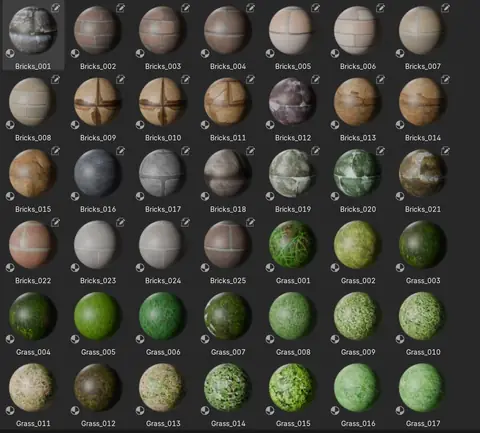 Bricks_001 Bricks_002 Bricks_003 Bricks_004 Bricks_005 Bricks_006 Bricks_007
Bricks_008 Bricks_009 Bricks_010 Bricks_011 Bricks_012 Bricks_013 Bricks_014
Bricks_015 Bricks_016 Bricks_017 Bricks_018 Bricks_019 Bricks_020 Bricks_021
Bricks_022 Bricks_023 Bricks_024 Bricks_025 Grass_001 Grass_002 Grass_003
Grass_004 Grass_005 Grass_006 Grass_007 Grass_008 Grass_009 Grass_010
Grass_011 Grass_012 Grass_013 Grass_014 Grass_015 Grass_016 Grass_017